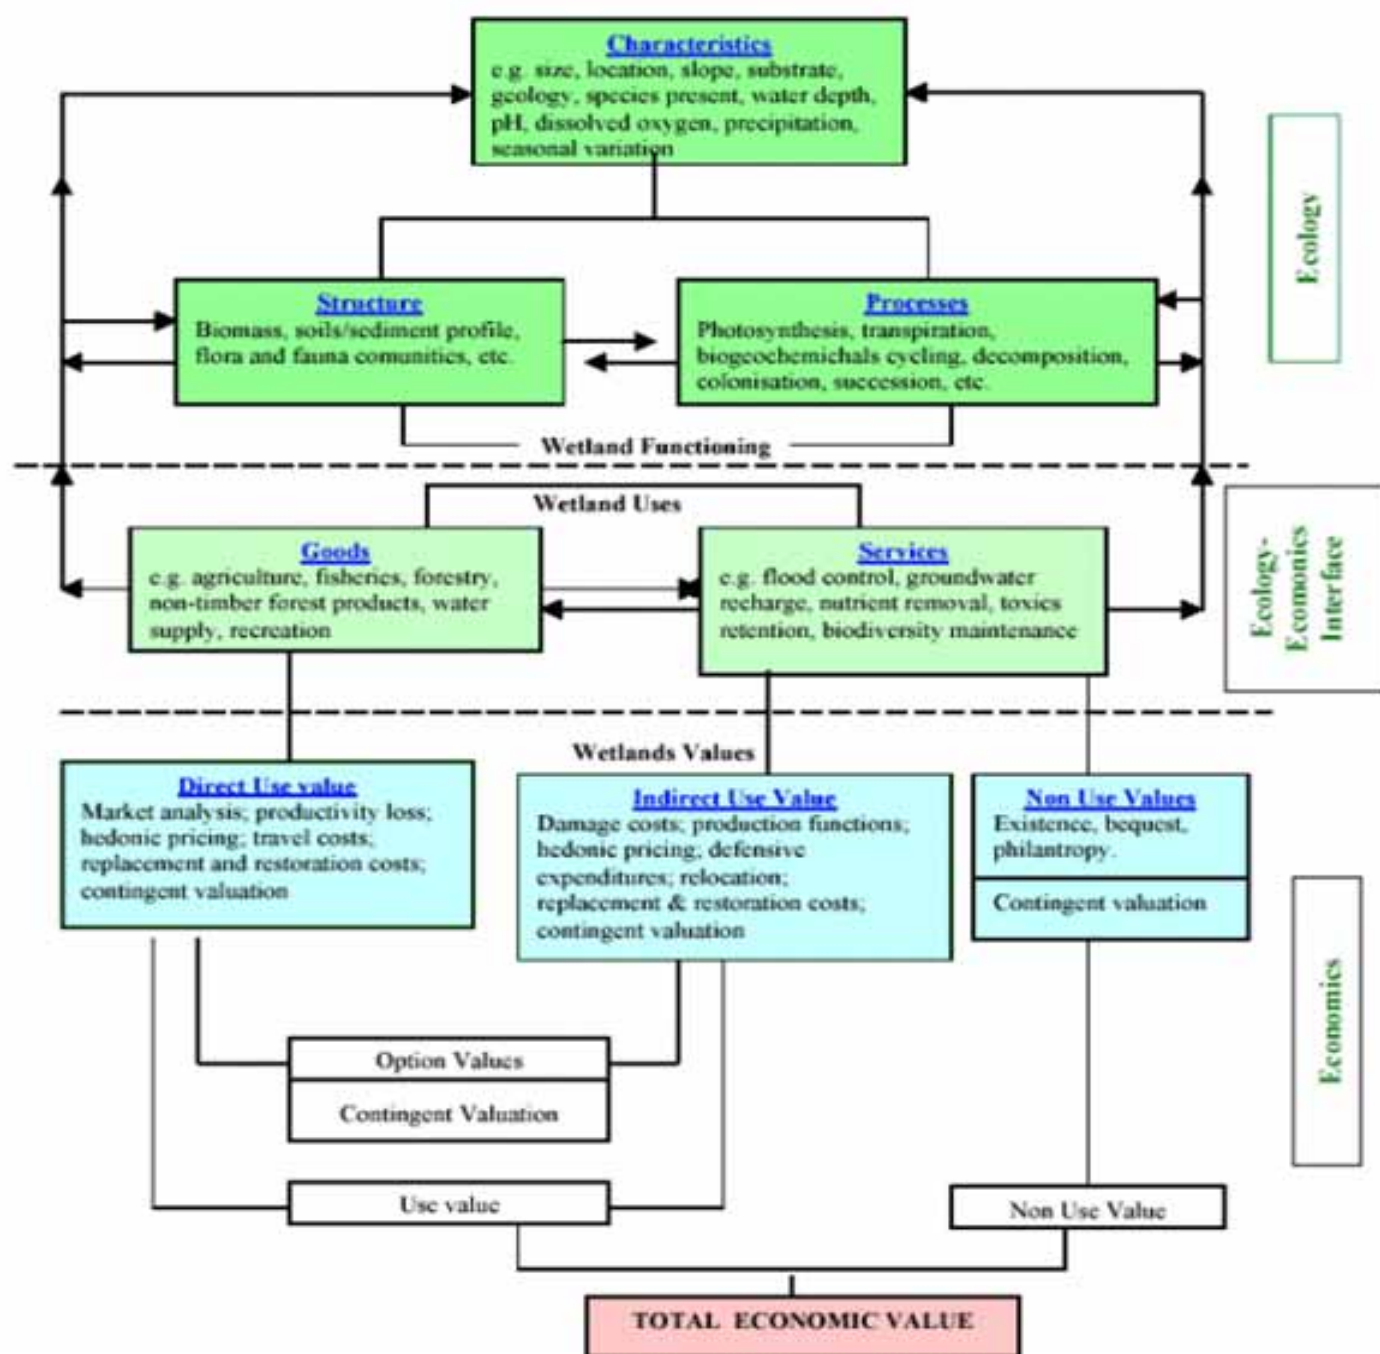 Characteristics
e.g. size, location, slope, substrate,
geology, species present, water depth,
pH, dissolved oxygen, precipitation,
seasonal variation
Ecology
Structure
Biomass, soils/sediment profile,
flora and fauna comunities, etc.
Processes
Photosynthesis, transpiration,
biogeochemichals cycling, decomposition,
colonisation, succession, etc.
Wetland Functioning
Wetland Uses
Goods
e.g. agriculture, fisheries, forestry,
non-timber forest products, water
supply, recreation
Services
e.g. flood control, groundwater
recharge, nutrient removal, toxics
retention, biodiversity maintenance
Ecology-
Ecomonics
Interface
Wetlands Values
Direct Use value
Market analysis; productivity loss;
hedonic pricing; travel costs;
replacement and restoration costs;
contingent valuation
Indirect Use Value
Damage costs; production functions;
hedonic pricing; defensive
expenditures; relocation;
replacement & restoration costs;
contingent valuation
Non Use Values
Existence, bequest,
philantropy.
Contingent valuation
Economics
Option Values
Contingent Valuation
Use value
Non Use Value
TOTAL ECONOMIC VALUE